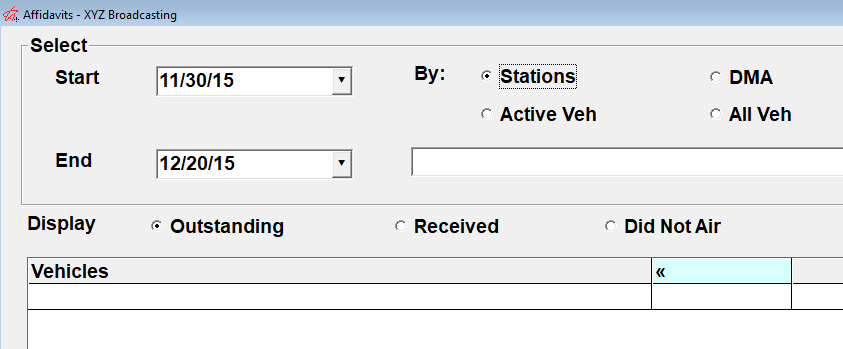 Affidavits - XYZ Broadcasting
Select
Start 11/30/15 By: Stations DMA
Active Veh All Veh
End 12/20/15
Display Outstanding Received Did Not Air
Vehicles «